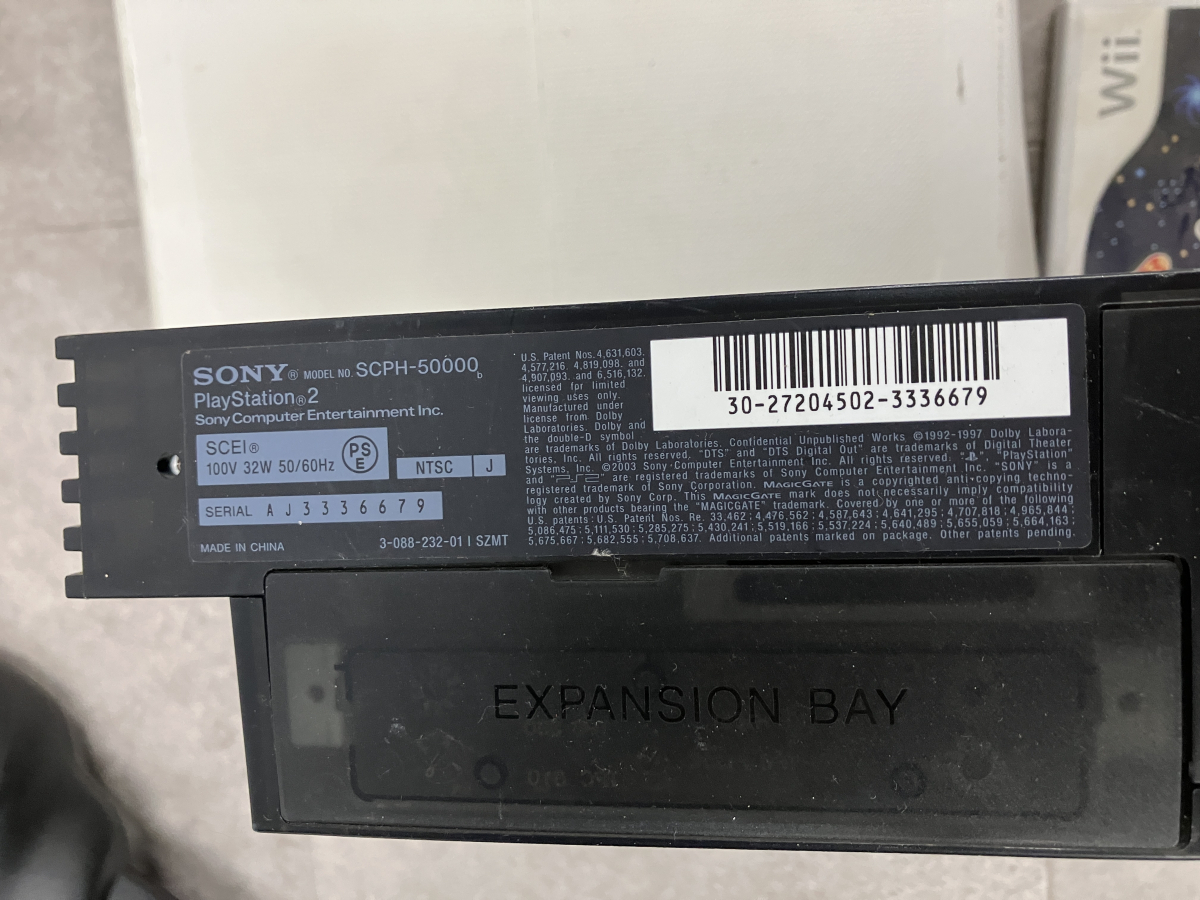 Wii
SONY® MODEL NO. SCPH-50000 b
PlayStation®2
Sony Computer Entertainment Inc.
SCEI®
100V 32W 50/60Hz
PS
E
NTSC J
SERIAL AJ3336679
MADE IN CHINA
3-088-232-01 I SZMT
U.S. Patent Nos.4,631,603.
4,577,216. 4,819,098. and
4,907,093. and 6,516,132.
licensed for limited
viewing uses only.
Manufactured under
license from Dolby
Laboratories. Dolby and
the double-D symbol
are trademarks of Dolby Laboratories. Confidential Unpublished Works ©1992-1997 Dolby Labora-
tories, Inc. All rights reserved. "DTS" and "DTS Digital Out" are trademarks of Digital Theater
Systems, Inc. ©2003 Sony Computer Entertainment Inc. All rights reserved. "PlayStation"
and "PS2" are registered trademarks of Sony Computer Entertainment Inc. "SONY" is a
registered trademark of Sony Corporation. MAGICGATE is a copyrighted anti-copying techno-
logy created by Sony Corp. This MAGICGATE mark does not necessarily imply compatibility
with other products bearing the "MAGICGATE" trademark. Covered by one or more of the following
U.S. patents : U.S. Patent Nos. Re. 33,462 ; 4,476,562 ; 4,587,643 ; 4,641,295 ; 4,707,818 ; 4,965,844 ;
5,086,475 ; 5,111,530 ; 5,285,275 ; 5,430,241 ; 5,519,166 ; 5,537,224 ; 5,640,489 ; 5,655,059 ; 5,664,163 ;
5,675,667 ; 5,682,555 ; 5,708,637. Additional patents marked on package. Other patents pending.
30-27204502-3336679
EXPANSION BAY